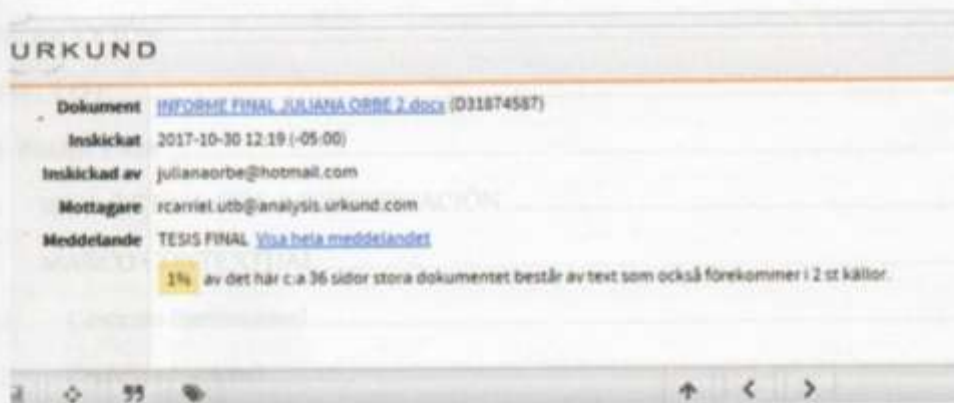 URKUND
Dokument INFORME FINAL JULIANA ORBE 2.docx (D31874587)
Inskickat 2017-10-30 12:19 (-05:00)
Inskickad av julianaorbe@hotmail.com
Mottagare rcarriel.utb@analysis.urkund.com
Meddelande TESIS FINAL Visa hela meddelandet
1% av det här c:a 36 sidor stora dokumentet består av text som också förekommer i 2 st källor.